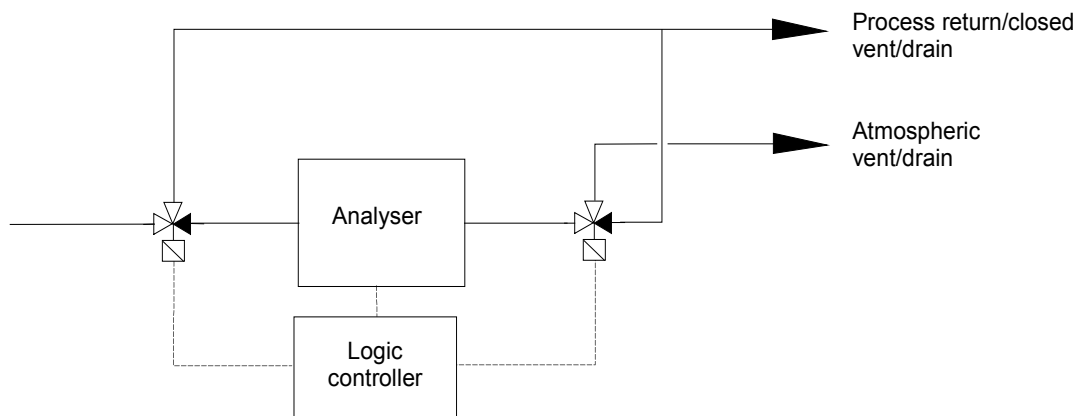 Process return/closed
vent/drain
Atmospheric
vent/drain
Analyser
Logic
controller